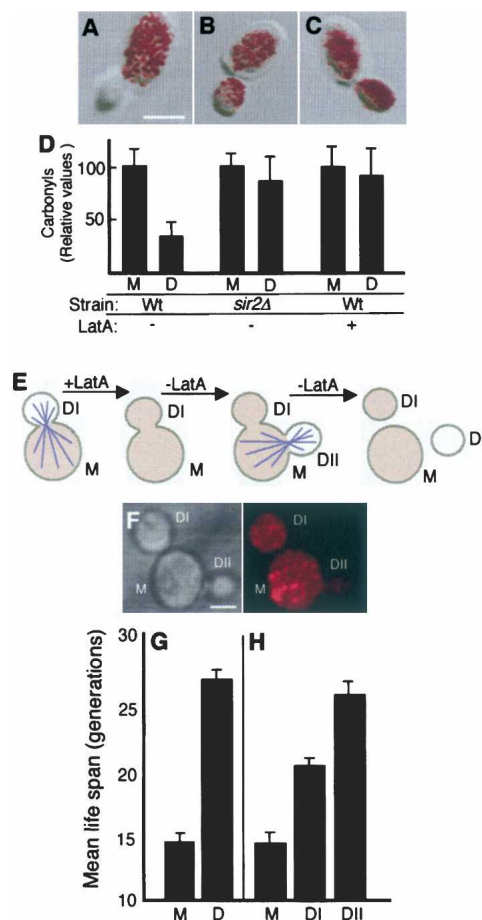 A B C
D
Carbonyls
(Relative values)
100
50
M D M D M D
Strain: Wt sir2Δ Wt
LatA: - - +
E +LatA -LatA -LatA
DI DI DI DI
M M M DII M D
F DI DI
DII DII
M M
G H
Mean life span (generations)
30
25
20
15
10
M D M DI DII